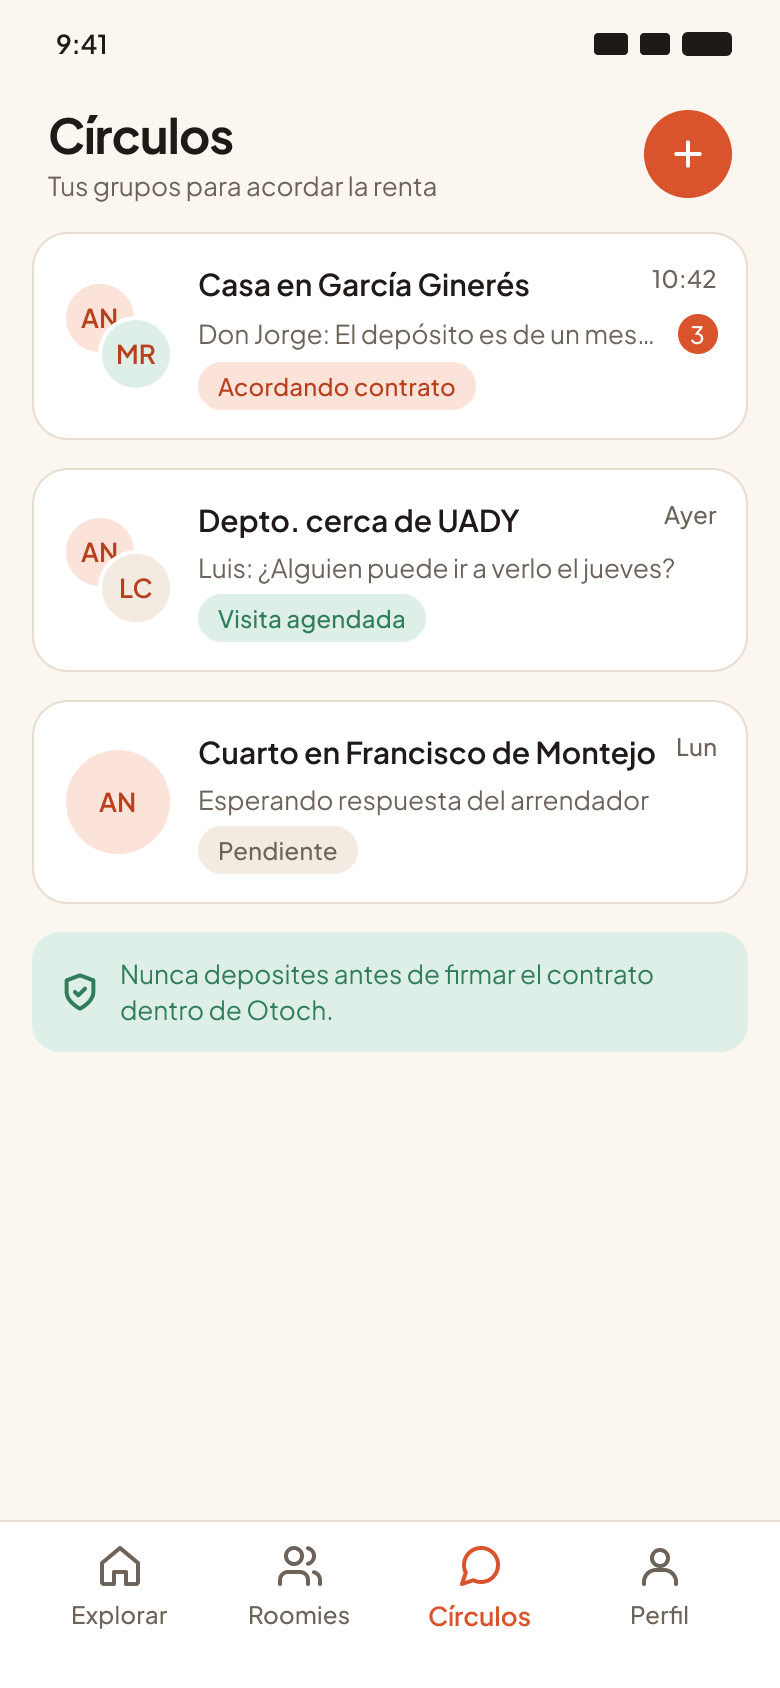 9:41
Círculos
Tus grupos para acordar la renta
AN
MR
Casa en García Ginerés
10:42
Don Jorge: El depósito es de un mes...
3
Acordando contrato
AN
LC
Depto. cerca de UADY
Ayer
Luis: ¿Alguien puede ir a verlo el jueves?
Visita agendada
AN
Cuarto en Francisco de Montejo
Lun
Esperando respuesta del arrendador
Pendiente
Nunca deposites antes de firmar el contrato
dentro de Otoch.
Explorar
Roomies
Círculos
Perfil